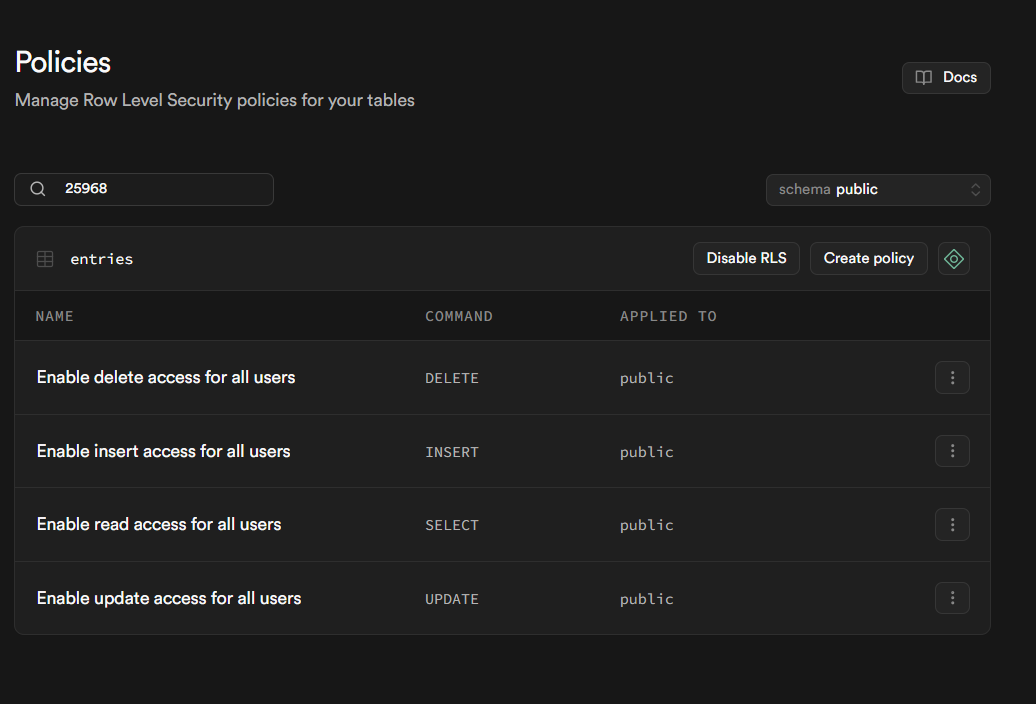 Policies
Docs
Manage Row Level Security policies for your tables
25968
schema public
entries
Disable RLS
Create policy
NAME
COMMAND
APPLIED TO
Enable delete access for all users
DELETE
public
Enable insert access for all users
INSERT
public
Enable read access for all users
SELECT
public
Enable update access for all users
UPDATE
public